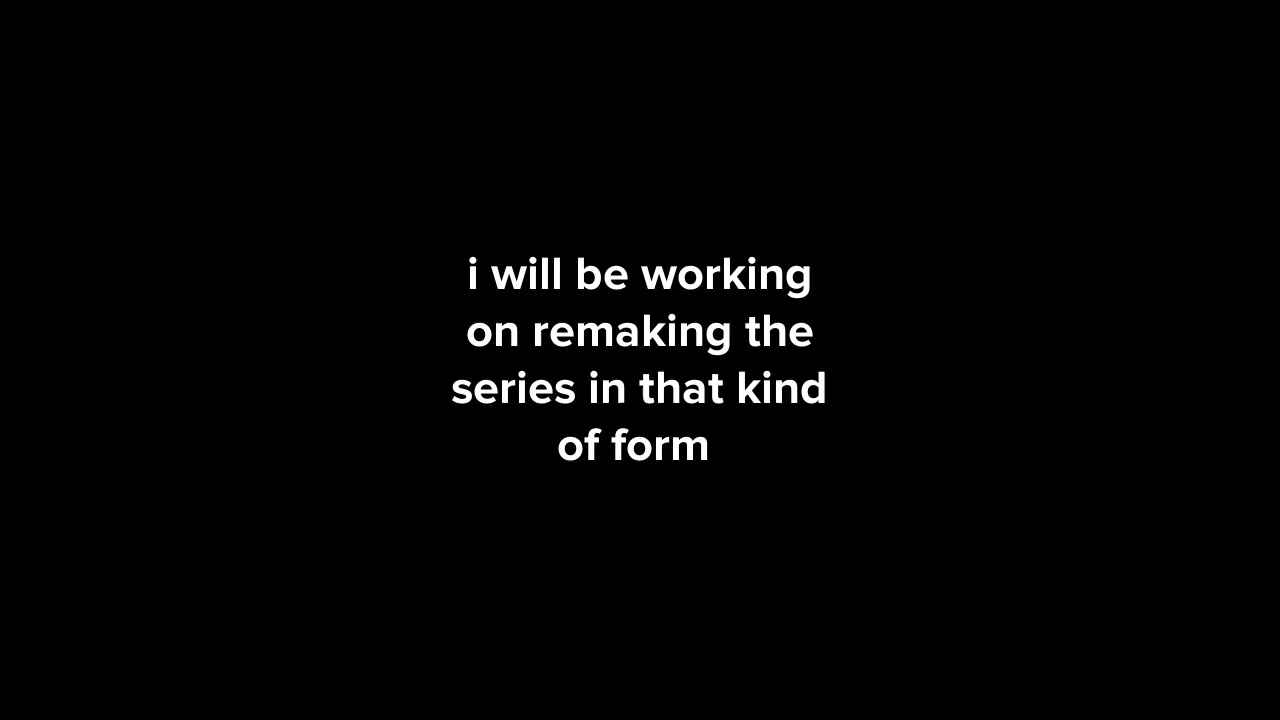 i will be working
on remaking the
series in that kind
of form